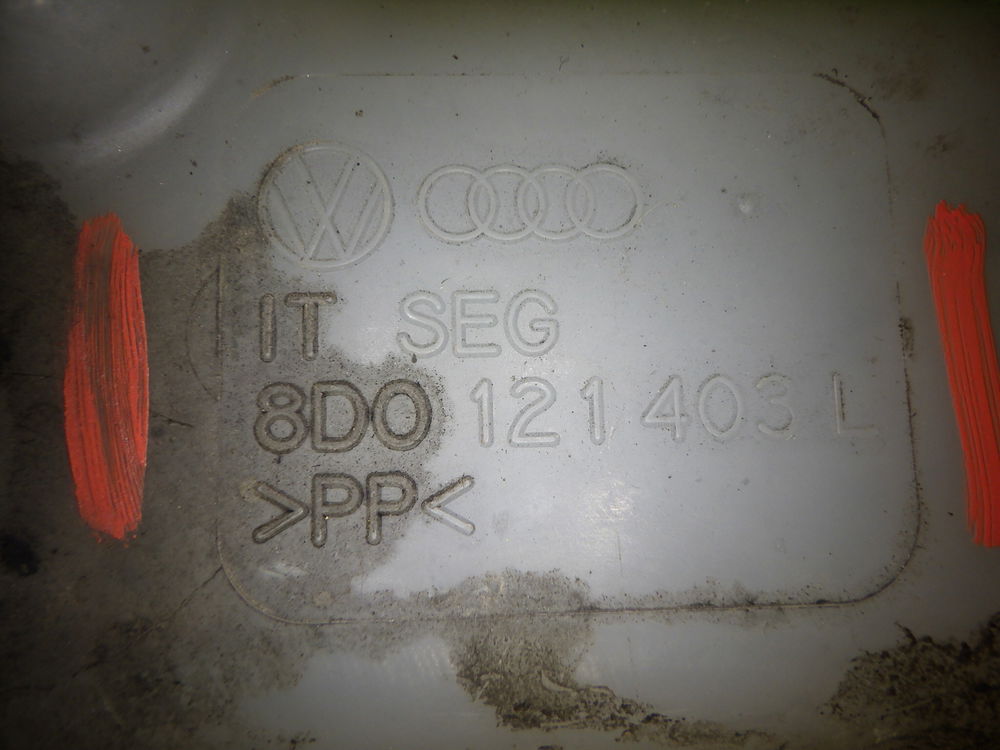 IT SEG
8D0 121 403 L
>PP<